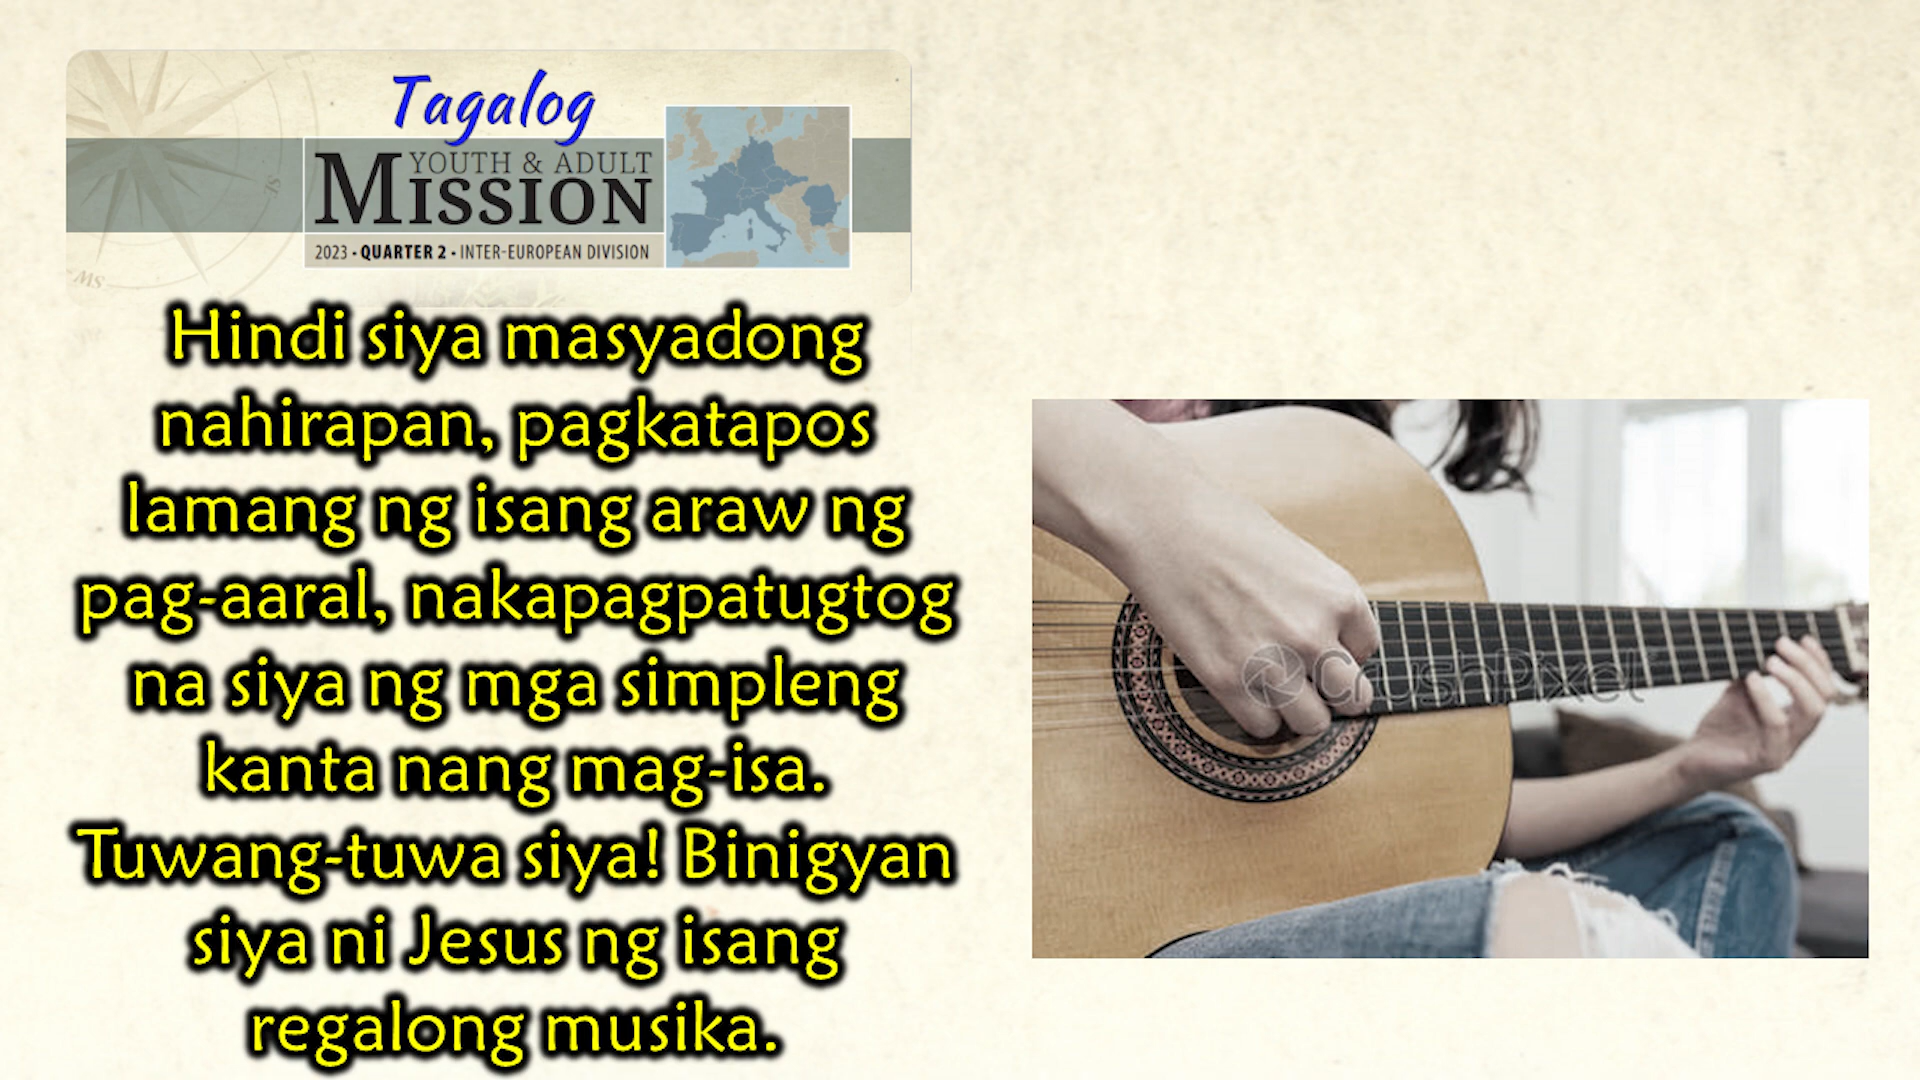 Tagalog
YOUTH & ADULT
MISSION
2023 • QUARTER 2 • INTER-EUROPEAN DIVISION
MS
Hindi siya masyadong
nahirapan, pagkatapos
lamang ng isang araw ng
pag-aaral, nakapagpatugtog
na siya ng mga simpleng
kanta nang mag-isa.
Tuwang-tuwa siya! Binigyan
siya ni Jesus ng isang
regalong musika.
CrushPixel